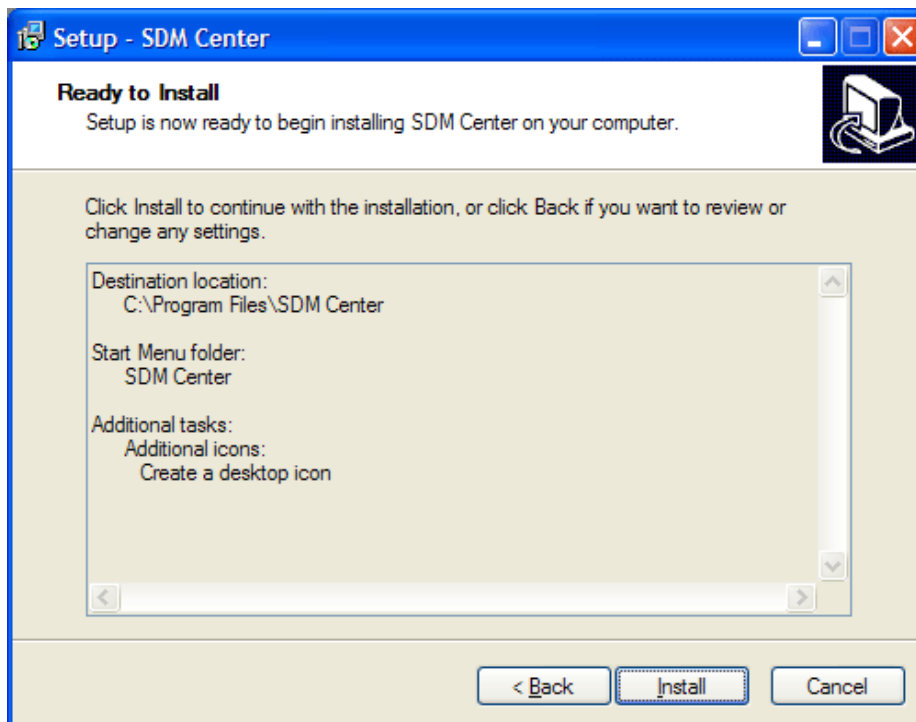 Setup - SDM Center
Ready to Install
Setup is now ready to begin installing SDM Center on your computer.
Click Install to continue with the installation, or click Back if you want to review or
change any settings.
Destination location:
C:\Program Files\SDM Center
Start Menu folder:
SDM Center
Additional tasks:
Additional icons:
Create a desktop icon
< Back
Install
Cancel